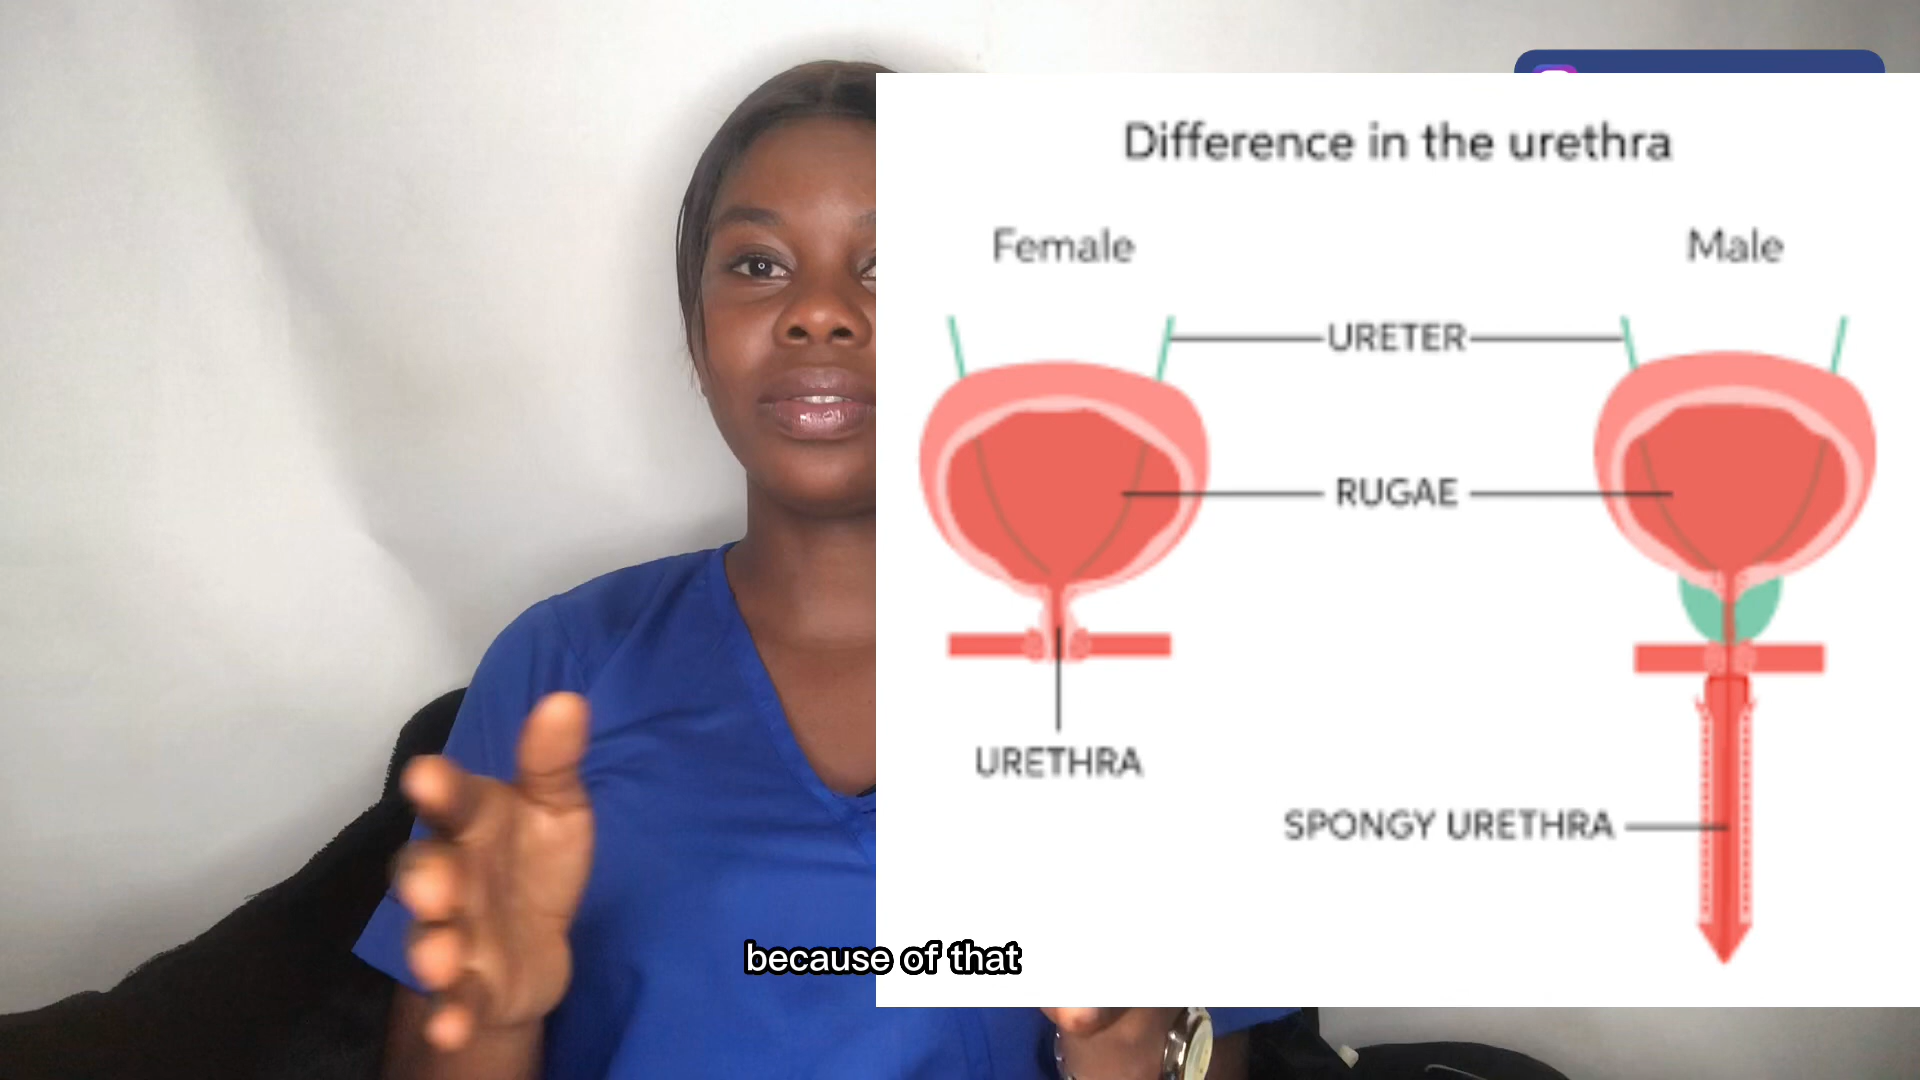 Difference in the urethra
Female
Male
URETER
RUGAE
URETHRA
SPONGY URETHRA
because of that